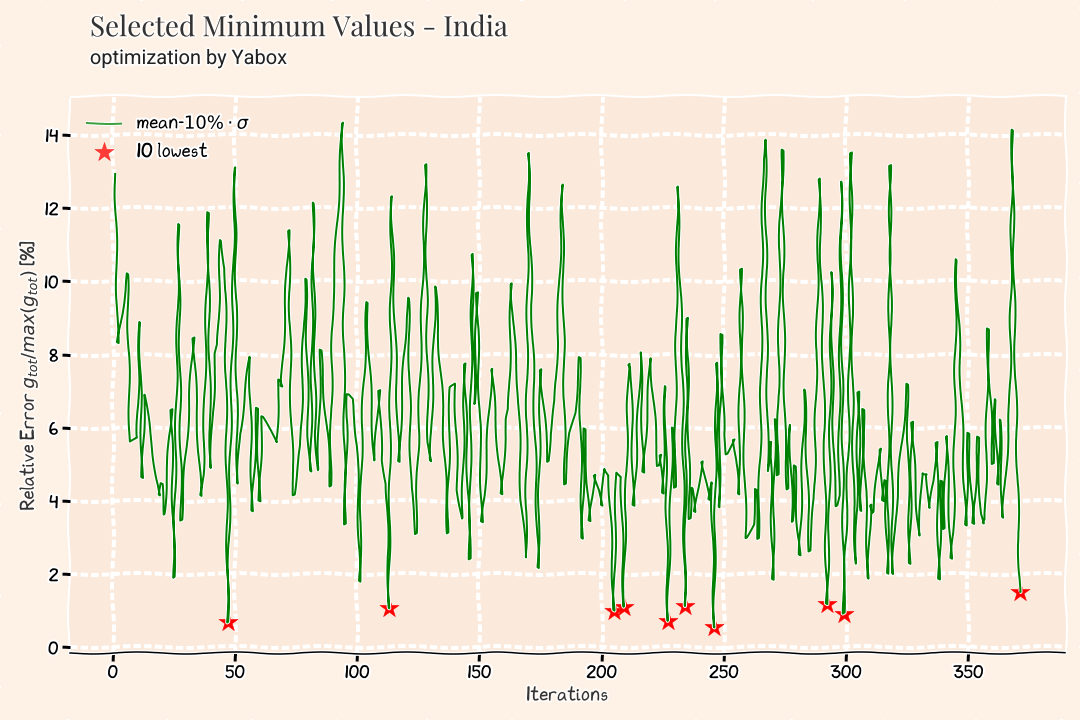 Selected Minimum Values - India
optimization by Yabox
mean-10% · σ
10 lowest
Relative Error g_tot/max(g_tot) [%]
14
12
10
8
6
4
2
0
0 50 100 150 200 250 300 350
Iterations